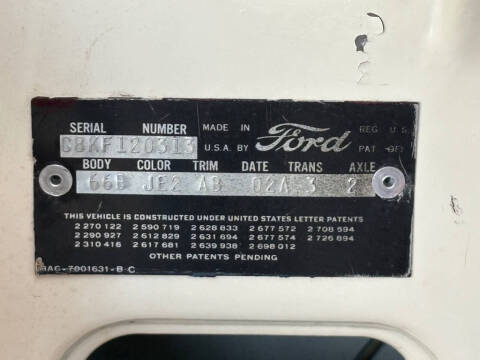 SERIAL NUMBER MADE IN Ford REG. U.S.
C8KF120313 U.S.A. BY PAT. OFF.
BODY COLOR TRIM DATE TRANS AXLE
66B JE2 AB 02A 3 2
THIS VEHICLE IS CONSTRUCTED UNDER UNITED STATES LETTER PATENTS
2 270 122 2 590 719 2 628 833 2 677 572 2 708 594
2 290 927 2 612 829 2 631 694 2 677 574 2 726 894
2 310 416 2 617 681 2 639 938 2 698 012
OTHER PATENTS PENDING
BAG-7001631-B C